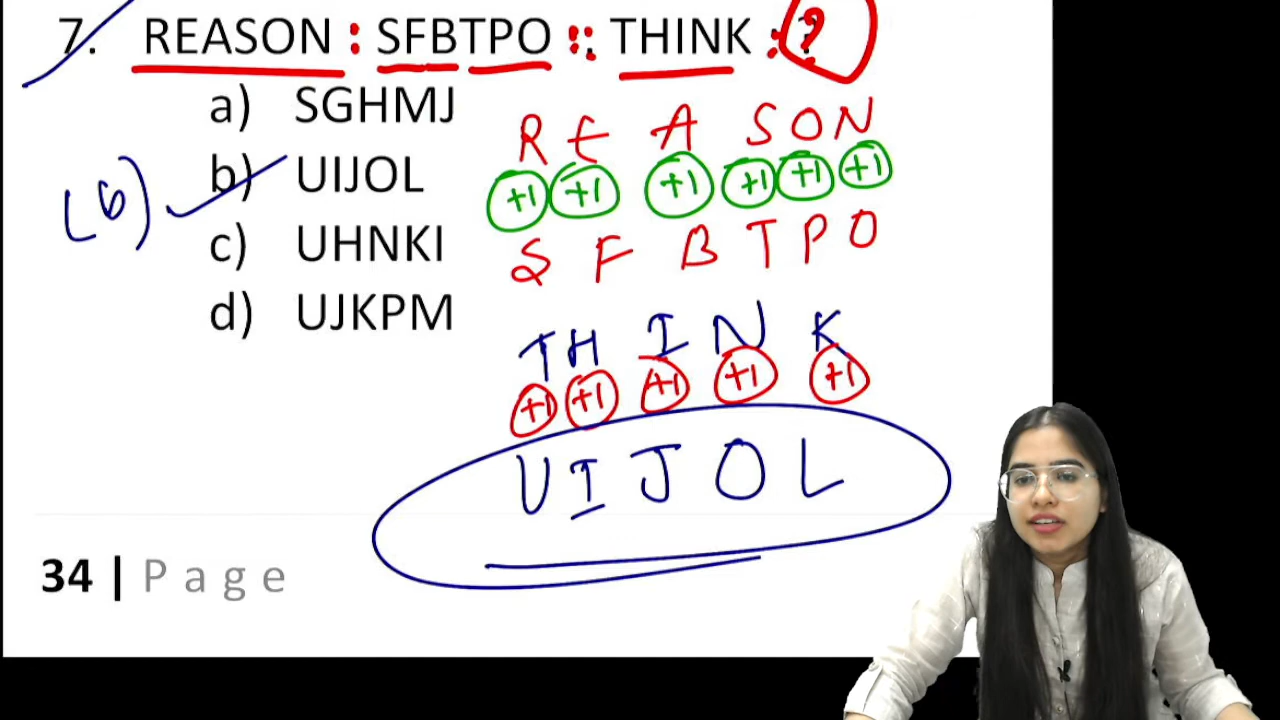 7. REASON : SFBTPO :: THINK : ?
a) SGHMJ
b) UIJOL
c) UHNKI
d) UJKPM
(b)
R E A S O N
+1 +1 +1 +1 +1 +1
S F B T P O
T H I N K
+1 +1 +1 +1 +1
U I J O L
34 | Page